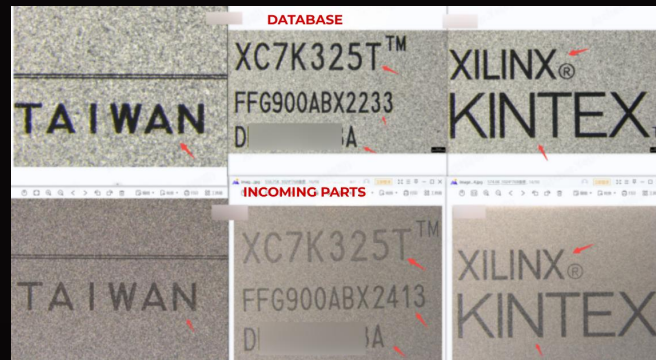 DATABASE
TAIWAN
XC7K325T™
FFG900ABX2233
D
A
XILINX®
KINTEX
INCOMING PARTS
TAIWAN
XC7K325T™
FFG900ABX2413
D
A
XILINX®
KINTEX